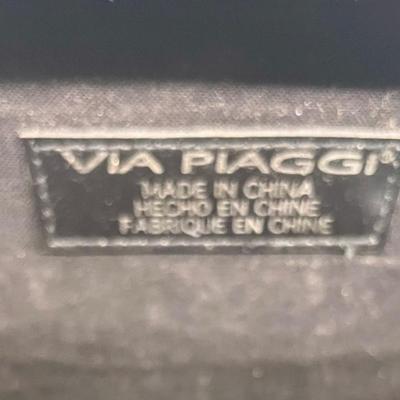 VIA PIAGGI®
MADE IN CHINA
HECHO EN CHINE
FABRIQUE EN CHINE